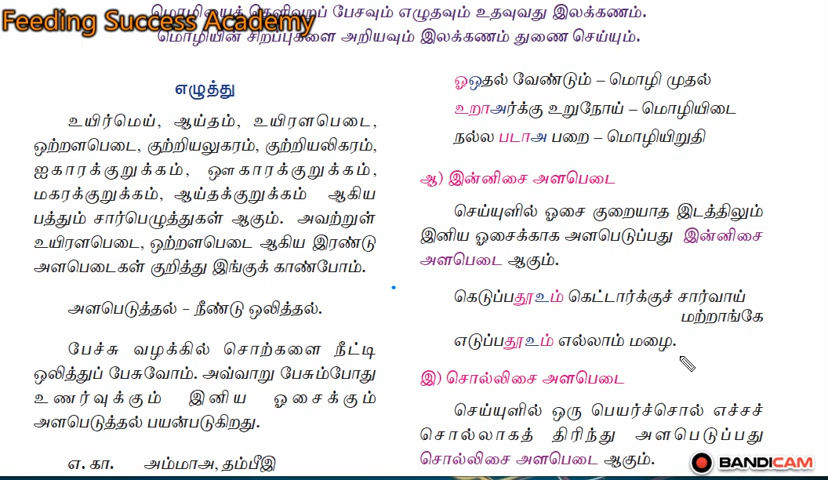 மொழியைத் தெளிவுறப் பேசவும் எழுதவும் உதவுவது இலக்கணம்.
Feeding Success Academy
மொழியின் சிறப்புகளை அறியவும் இலக்கணம் துணை செய்யும்.
எழுத்து
உயிர்மெய், ஆய்தம், உயிரளபெடை,
ஒற்றளபெடை, குற்றியலுகரம், குற்றியலிகரம்,
ஐகாரக்குறுக்கம், ஔகாரக்குறுக்கம்,
மகரக்குறுக்கம், ஆய்தக்குறுக்கம் ஆகிய
பத்தும் சார்பெழுத்துகள் ஆகும். அவற்றுள்
உயிரளபெடை, ஒற்றளபெடை ஆகிய இரண்டு
அளபெடைகள் குறித்து இங்குக் காண்போம்.
அளபெடுத்தல் – நீண்டு ஒலித்தல்.
பேச்சு வழக்கில் சொற்களை நீட்டி
ஒலித்துப் பேசுவோம். அவ்வாறு பேசும்போது
உணர்வுக்கும் இனிய ஓசைக்கும்
அளபெடுத்தல் பயன்படுகிறது.
எ. கா. அம்மாஅ, தம்பீஇ
ஓஒதல் வேண்டும் – மொழி முதல்
உறாஅர்க்கு உறுநோய் – மொழியிடை
நல்ல படாஅ பறை – மொழியிறுதி
ஆ) இன்னிசை அளபெடை
செய்யுளில் ஓசை குறையாத இடத்திலும்
இனிய ஓசைக்காக அளபெடுப்பது இன்னிசை
அளபெடை ஆகும்.
கெடுப்பதூஉம் கெட்டார்க்குச் சார்வாய்
மற்றாங்கே
எடுப்பதூஉம் எல்லாம் மழை.
இ) சொல்லிசை அளபெடை
செய்யுளில் ஒரு பெயர்ச்சொல் எச்சச்
சொல்லாகத் திரிந்து அளபெடுப்பது
சொல்லிசை அளபெடை ஆகும்.
BANDICAM